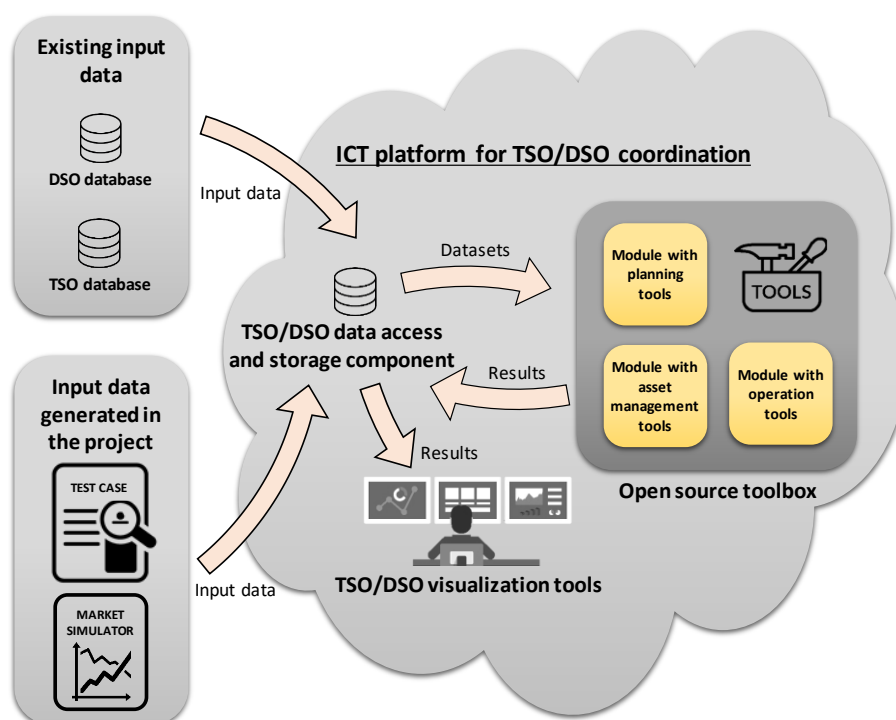 Existing input
data
DSO database
TSO database
Input data
generated in
the project
TEST CASE
MARKET
SIMULATOR
Input data
Input data
ICT platform for TSO/DSO coordination
Datasets
TSO/DSO data access
and storage component
Results
Results
Module with
planning
tools
TOOLS
Module with
asset
management
tools
Module with
operation
tools
Open source toolbox
TSO/DSO visualization tools